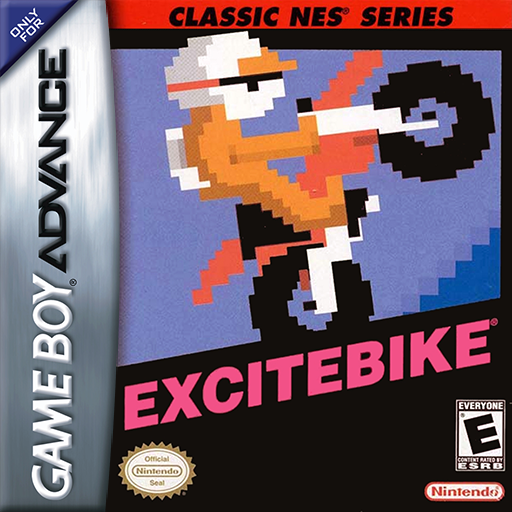 ONLY
FOR
GAME BOY ADVANCE
CLASSIC NES® SERIES
EXCITEBIKE®
Official
Nintendo
Seal
EVERYONE
E
CONTENT RATED BY
ESRB
Nintendo®